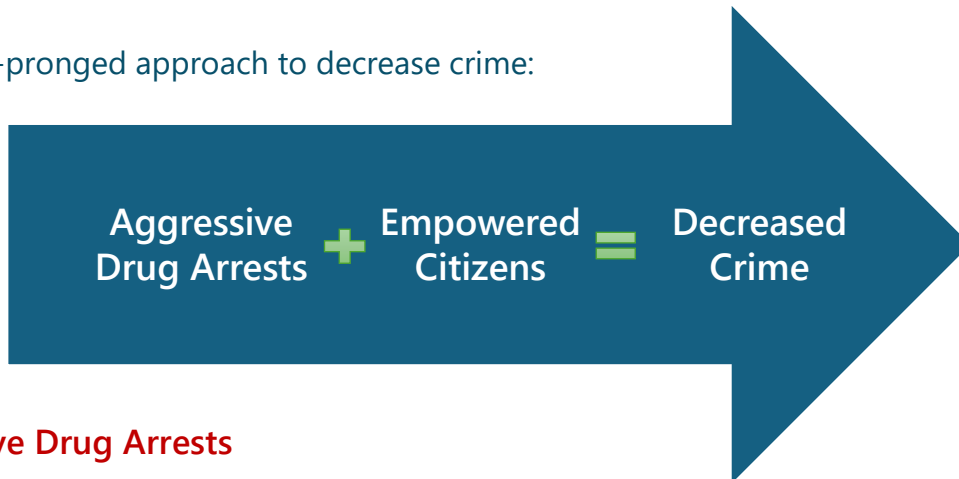 -pronged approach to decrease crime:
Aggressive
Drug Arrests
+
Empowered
Citizens
=
Decreased
Crime
ve Drug Arrests